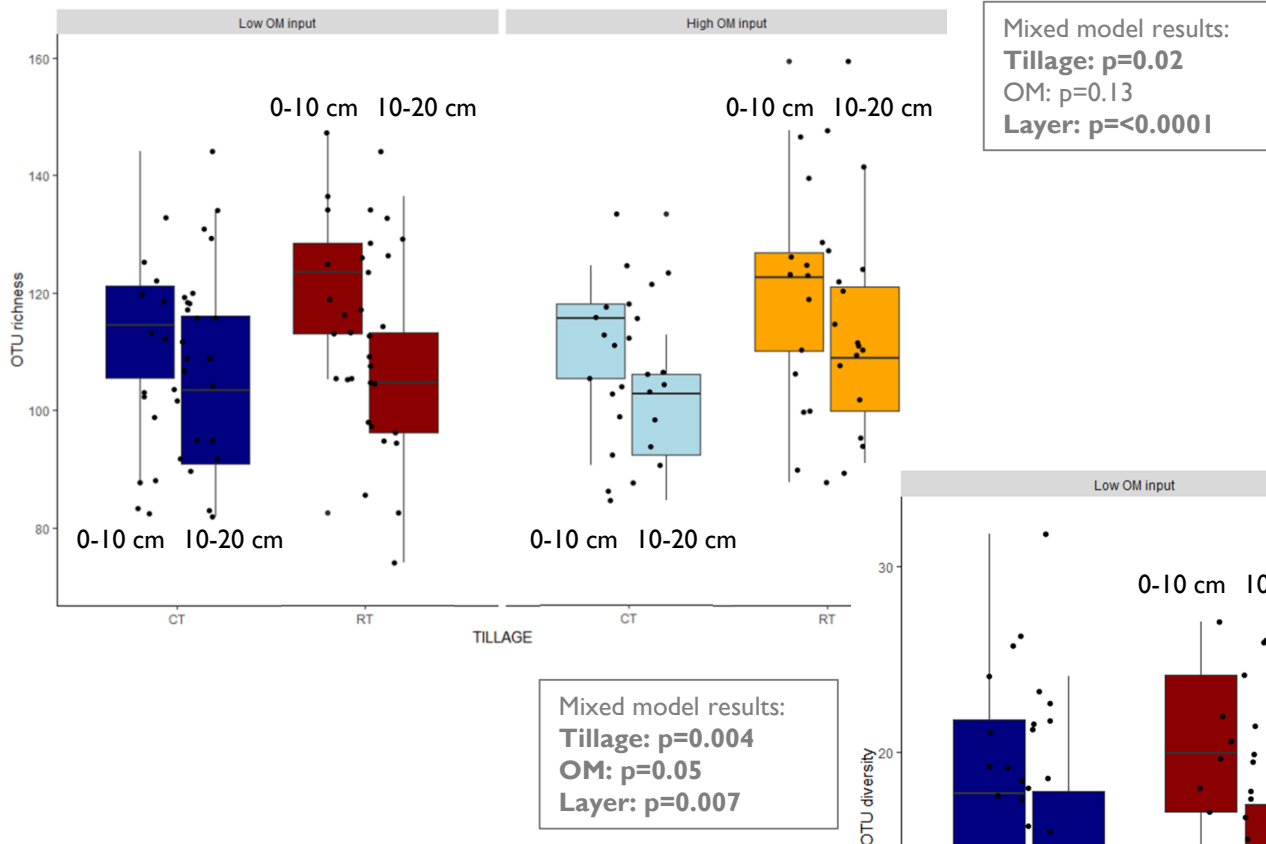 Low OM input
High OM input
Mixed model results:
Tillage: p=0.02
OM: p=0.13
Layer: p=<0.0001
160
140
120
100
80
OTU richness
0-10 cm 10-20 cm
0-10 cm 10-20 cm
0-10 cm 10-20 cm
0-10 cm 10-20 cm
CT
RT
CT
RT
TILLAGE
Mixed model results:
Tillage: p=0.004
OM: p=0.05
Layer: p=0.007
Low OM input
30
20
OTU diversity
0-10 cm 10